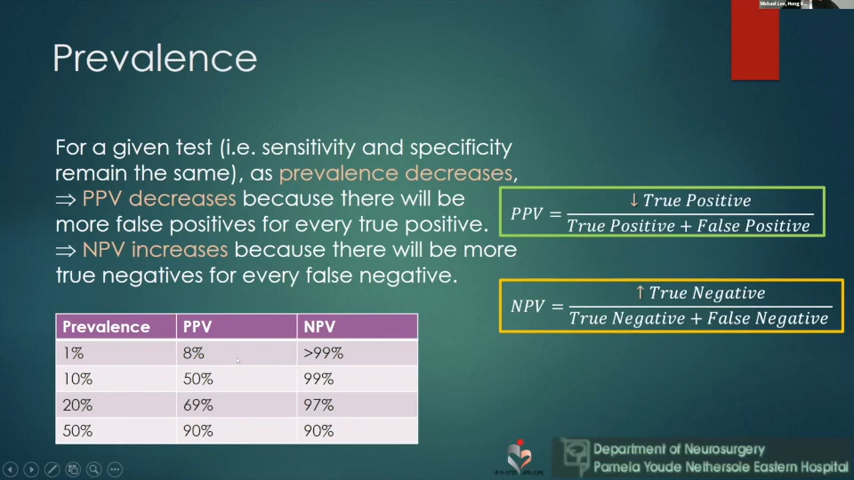 Michael Lee, Hong K...
Prevalence
For a given test (i.e. sensitivity and specificity
remain the same), as prevalence decreases,
⇒ PPV decreases because there will be
more false positives for every true positive.
⇒ NPV increases because there will be more
true negatives for every false negative.
PPV = ↓ True Positive / True Positive + False Positive
NPV = ↑ True Negative / True Negative + False Negative
Prevalence PPV NPV
1% 8% >99%
10% 50% 99%
20% 69% 97%
50% 90% 90%
Department of Neurosurgery
Pamela Youde Nethersole Eastern Hospital